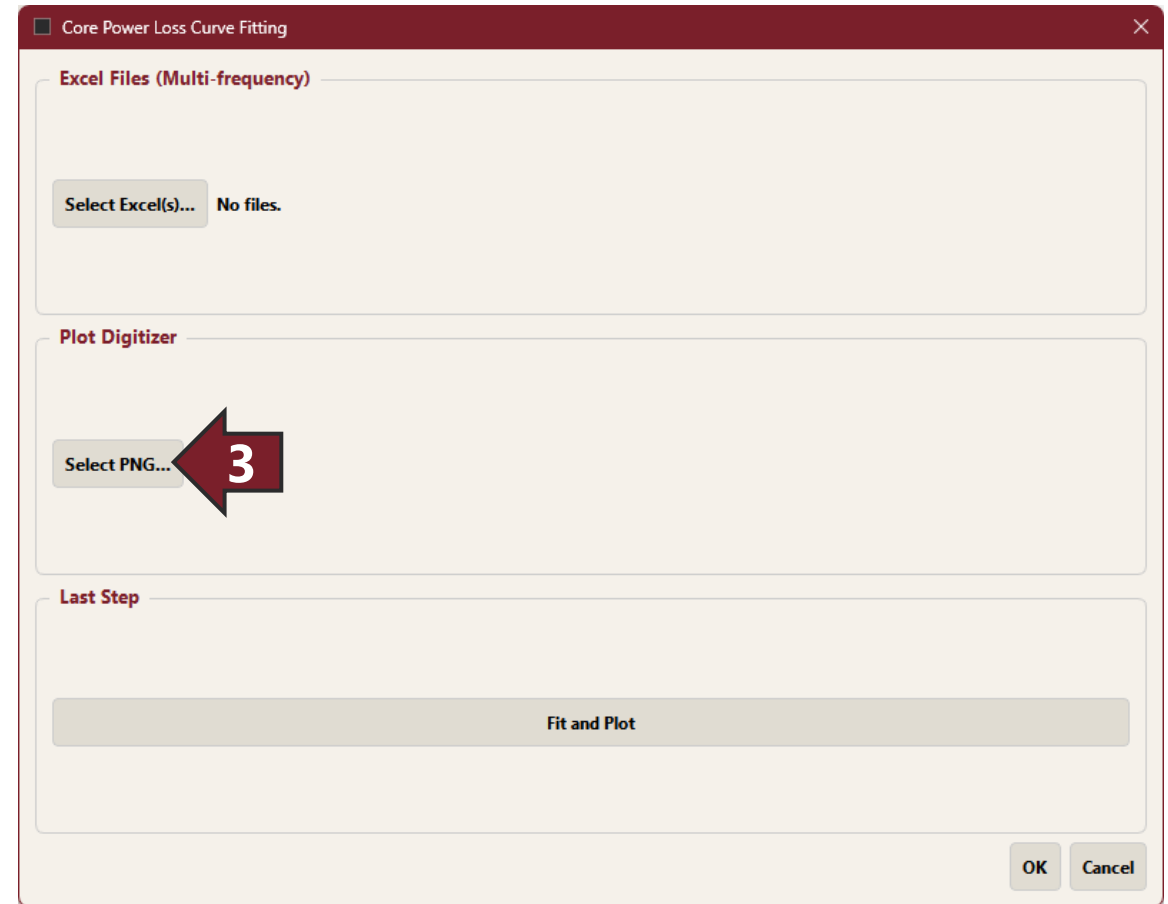 Core Power Loss Curve Fitting
Excel Files (Multi-frequency)
Select Excel(s)... No files.
Plot Digitizer
Select PNG...
3
Last Step
Fit and Plot
OK Cancel